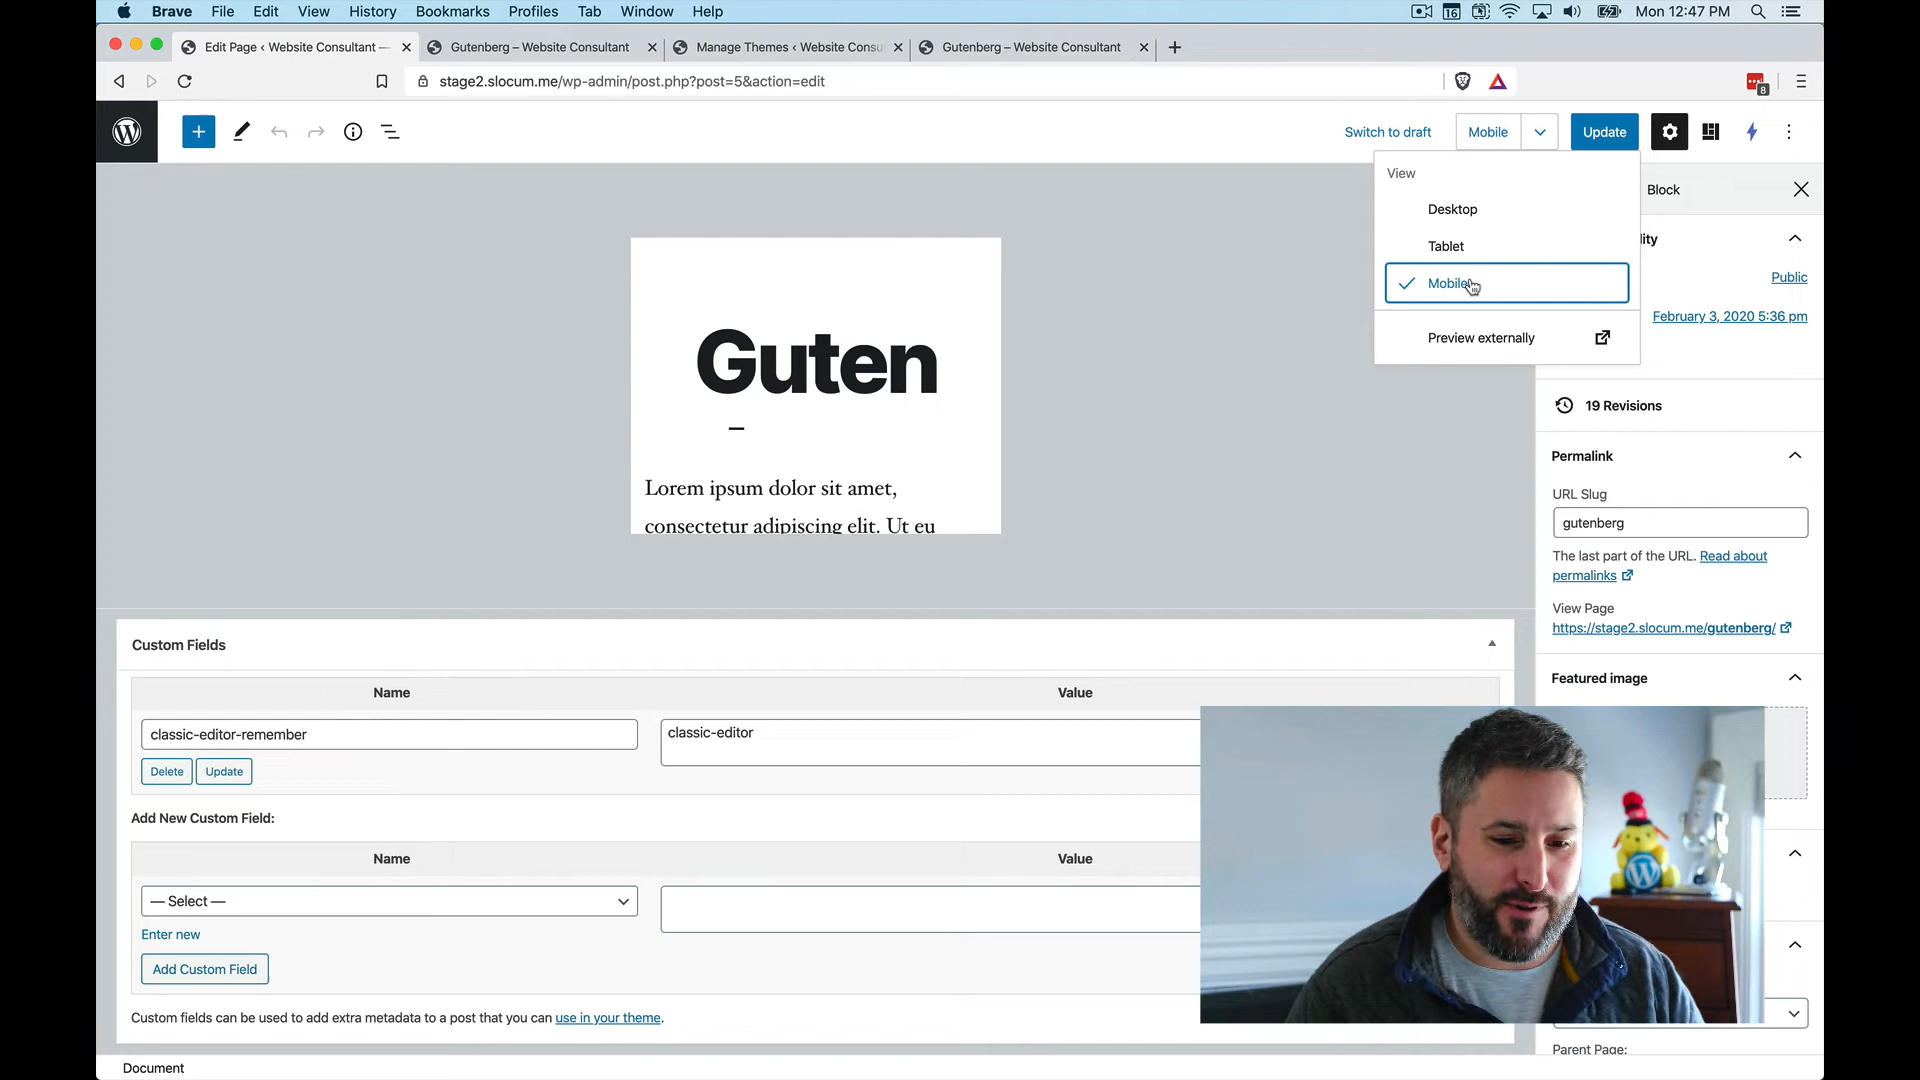 Brave File Edit View History Bookmarks Profiles Tab Window Help
16
Mon 12:47 PM
Edit Page ‹ Website Consultant —
Gutenberg – Website Consultant
Manage Themes ‹ Website Consu
Gutenberg – Website Consultant
stage2.slocum.me/wp-admin/post.php?post=5&action=edit
8
Switch to draft
Mobile
Update
View
Desktop
Tablet
Mobile
Preview externally
Block
lity
Public
February 3, 2020 5:36 pm
19 Revisions
Permalink
URL Slug
gutenberg
The last part of the URL. Read about
permalinks
View Page
https://stage2.slocum.me/gutenberg/
Featured image
Parent Page:
Guten
Lorem ipsum dolor sit amet,
consectetur adipiscing elit. Ut eu
Custom Fields
Name Value
classic-editor-remember
classic-editor
Delete
Update
Add New Custom Field:
Name Value
— Select —
Enter new
Add Custom Field
Custom fields can be used to add extra metadata to a post that you can use in your theme.
Document